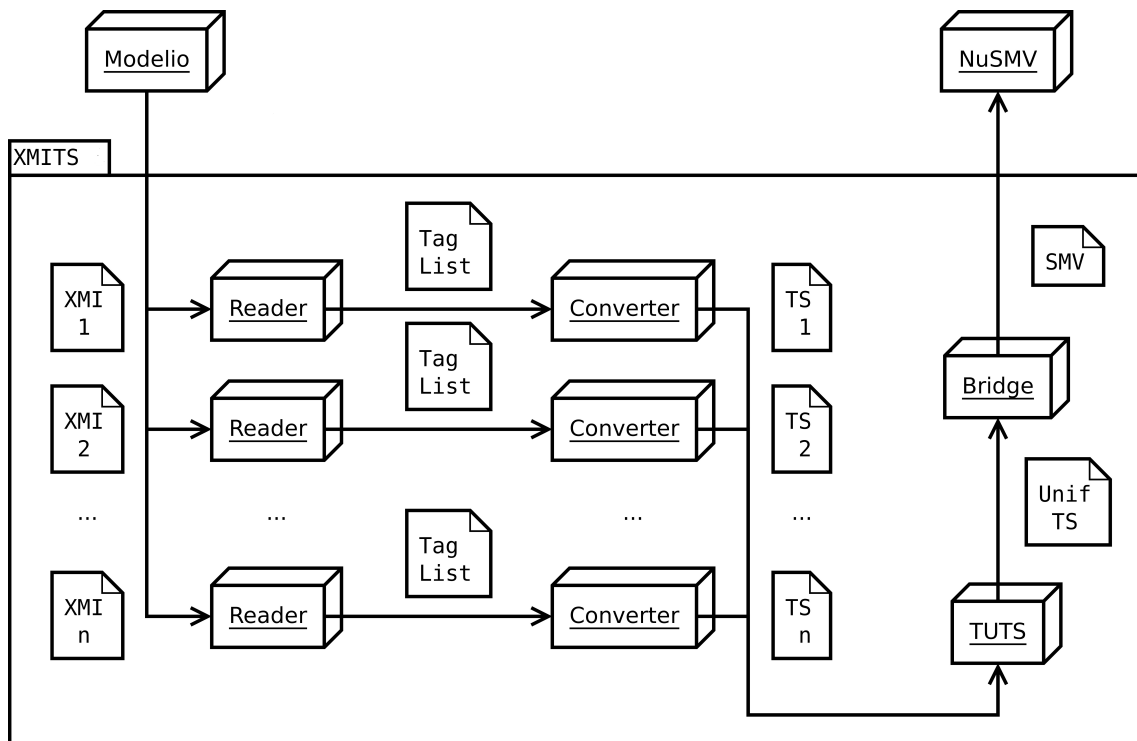 Modelio
NuSMV
XMITS
Tag
List
SMV
XMI
1
Reader
Converter
TS
1
Tag
List
Bridge
XMI
2
Reader
Converter
TS
2
Unif
TS
...
...
...
...
Tag
List
XMI
n
Reader
Converter
TS
n
TUTS